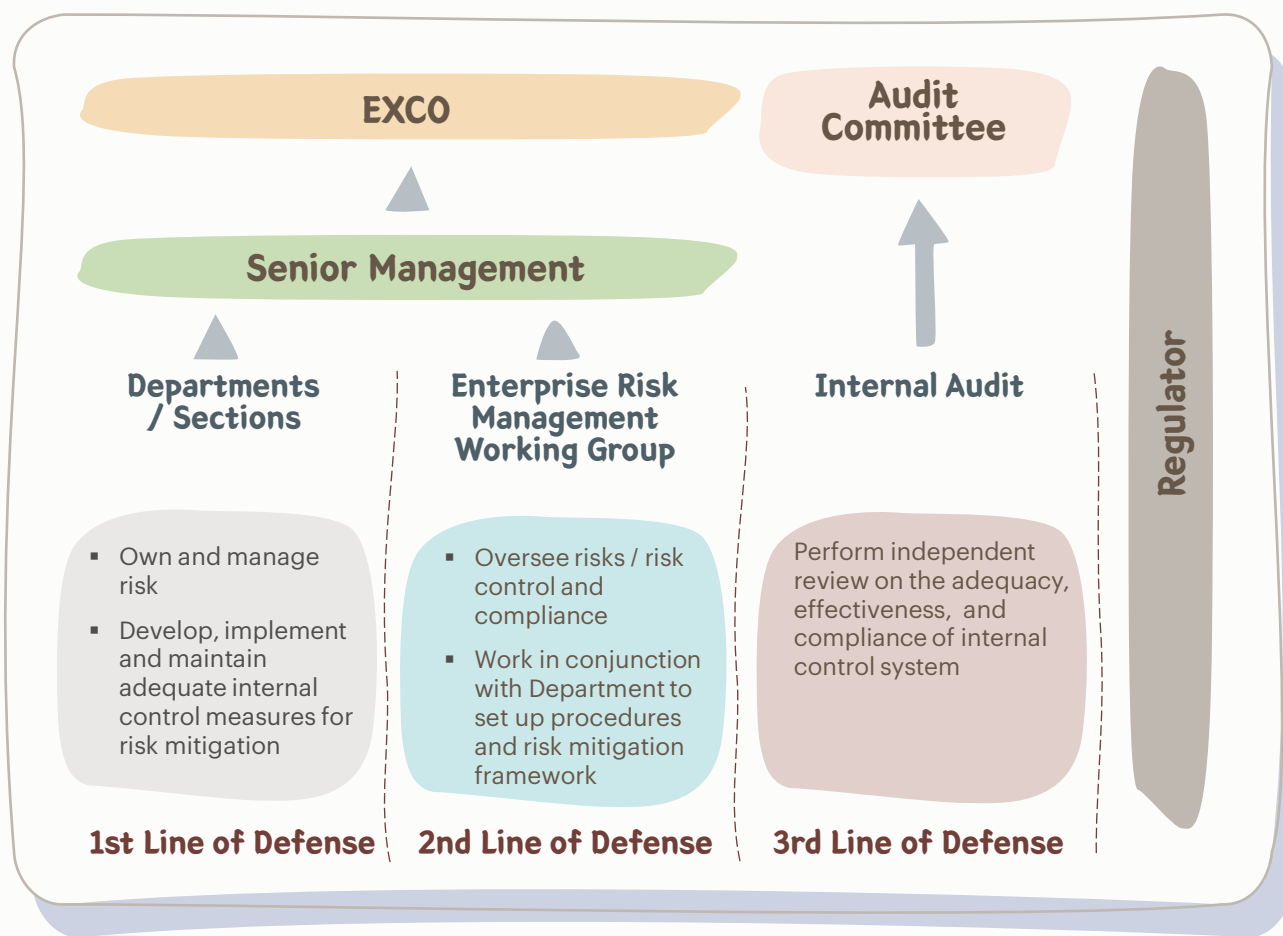 EXCO
Audit
Committee
Senior Management
Departments
/ Sections
Enterprise Risk
Management
Working Group
Internal Audit
Regulator
▪ Own and manage
risk
▪ Develop, implement
and maintain
adequate internal
control measures for
risk mitigation
▪ Oversee risks / risk
control and
compliance
▪ Work in conjunction
with Department to
set up procedures
and risk mitigation
framework
Perform independent
review on the adequacy,
effectiveness, and
compliance of internal
control system
1st Line of Defense
2nd Line of Defense
3rd Line of Defense